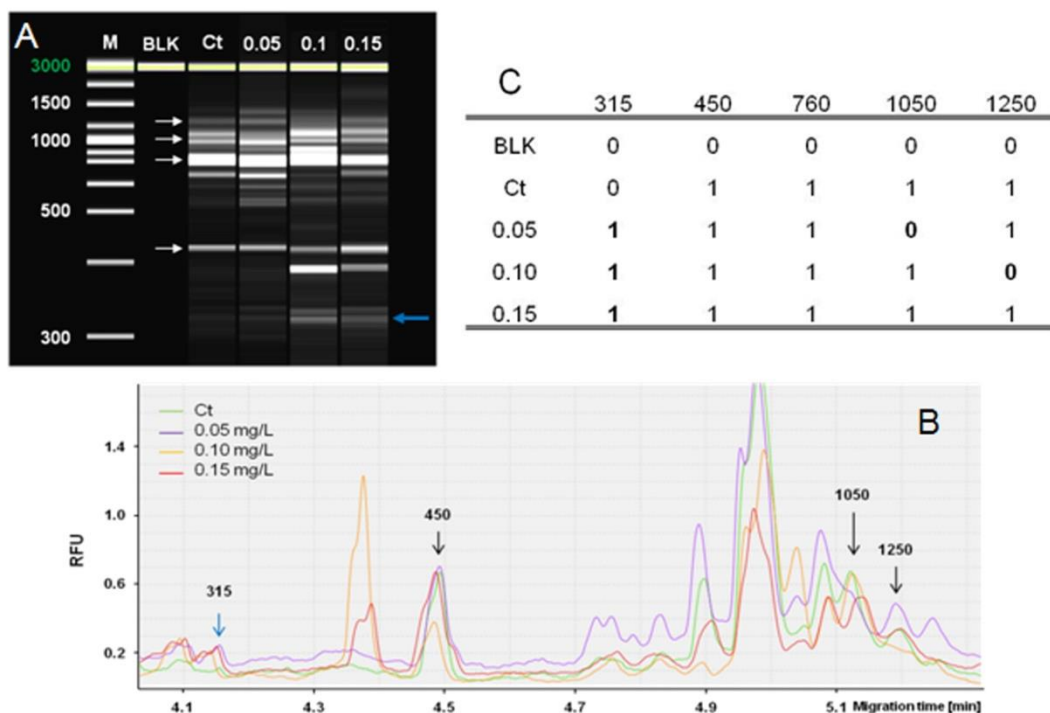 A
M BLK Ct 0.05 0.1 0.15
3000
1500
1000
500
300
C
315 450 760 1050 1250
BLK 0 0 0 0 0
Ct 0 1 1 1 1
0.05 1 1 1 0 1
0.10 1 1 1 1 0
0.15 1 1 1 1 1
B
Ct
0.05 mg/L
0.10 mg/L
0.15 mg/L
RFU
1.4
1.0
0.6
0.2
315
450
1050
1250
4.1 4.3 4.5 4.7 4.9 5.1 Migration time [min]